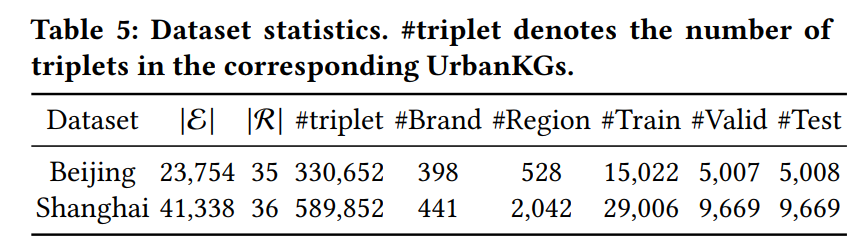 Table 5: Dataset statistics. #triplet denotes the number of
triplets in the corresponding UrbanKGs.
Dataset |ℰ| |ℛ| #triplet #Brand #Region #Train #Valid #Test
Beijing 23,754 35 330,652 398 528 15,022 5,007 5,008
Shanghai 41,338 36 589,852 441 2,042 29,006 9,669 9,669